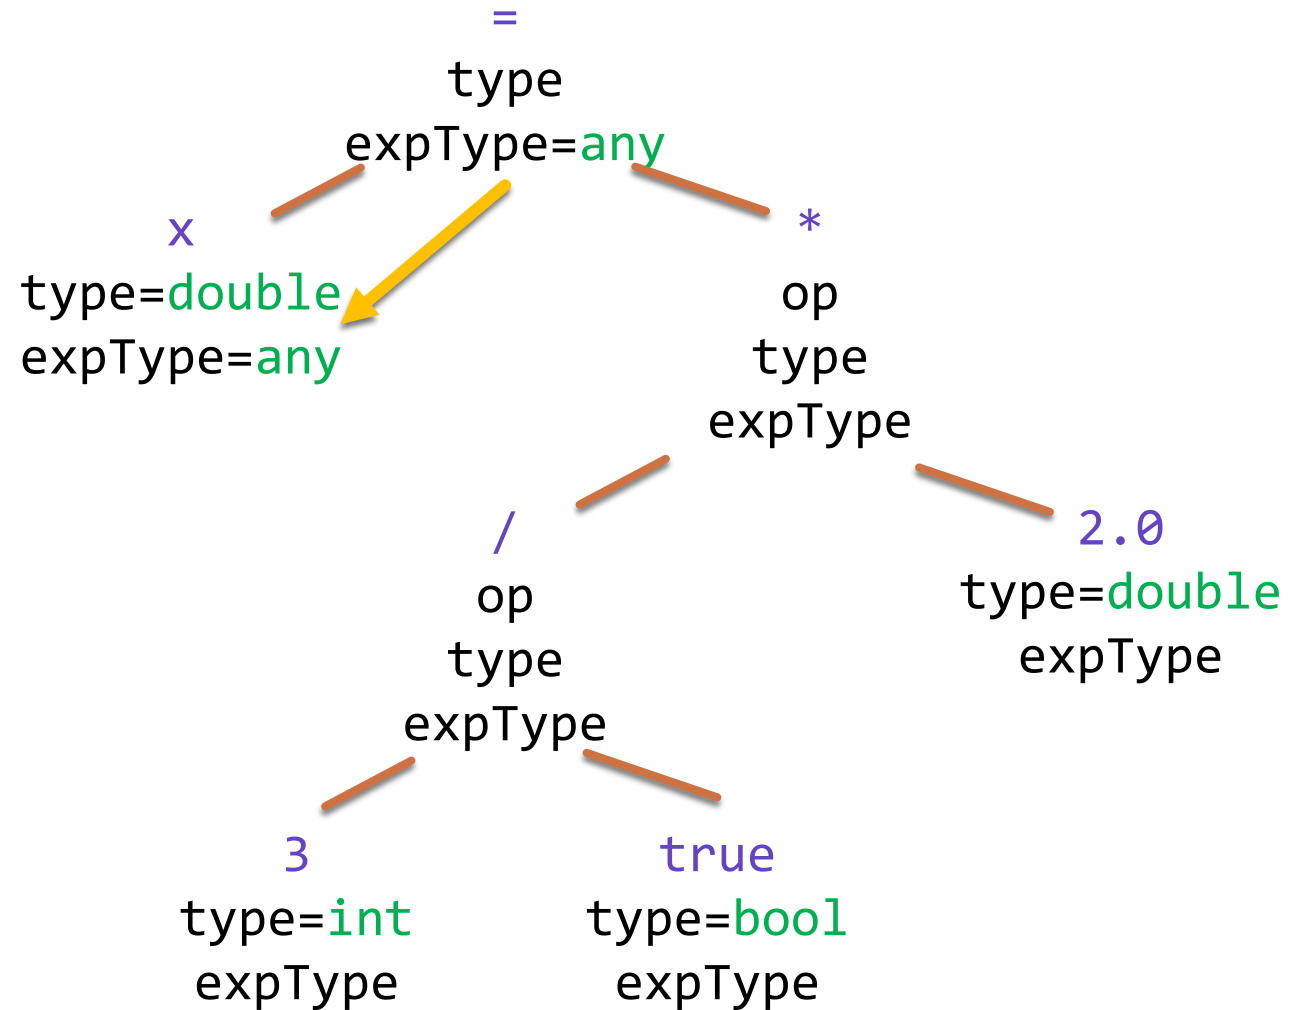 =
type
expType=any
x
type=double
expType=any
*
op
type
expType
/
op
type
expType
2.0
type=double
expType
3
type=int
expType
true
type=bool
expType